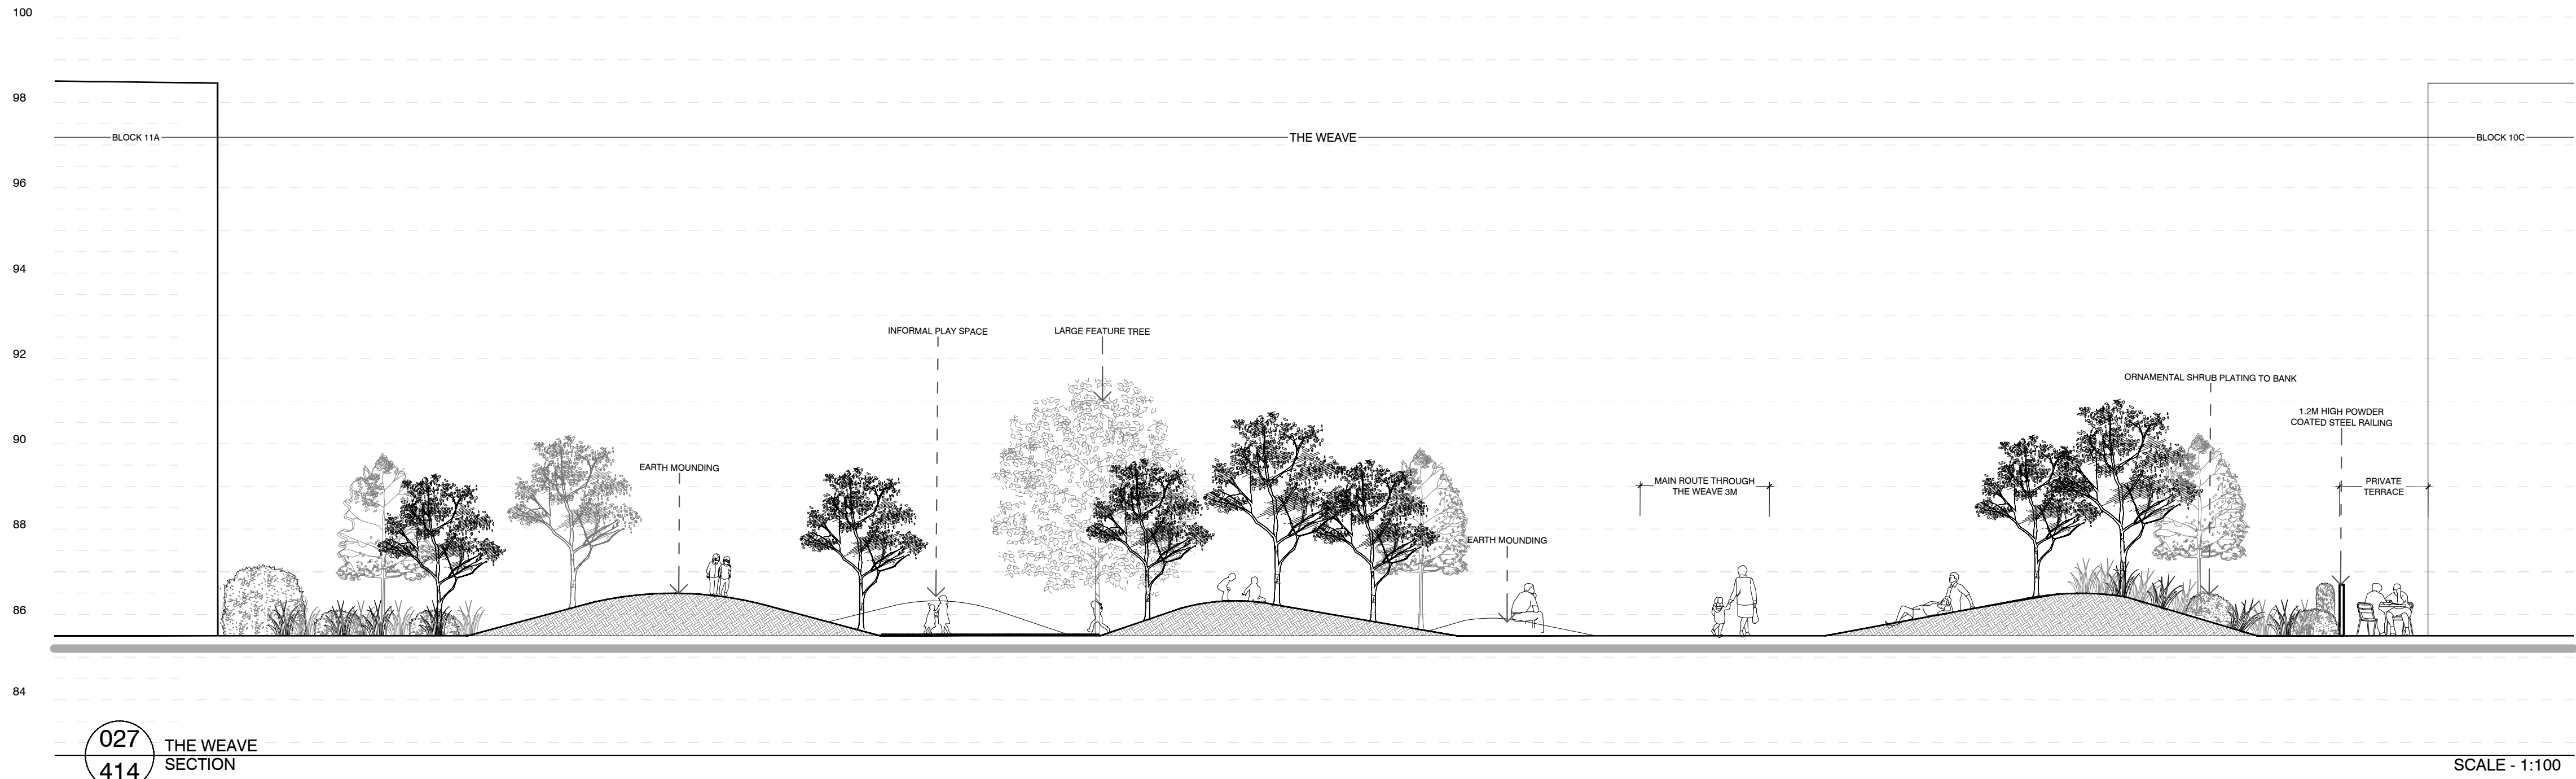 100
98
BLOCK 11A
THE WEAVE
BLOCK 10C
96
94
92
INFORMAL PLAY SPACE
LARGE FEATURE TREE
ORNAMENTAL SHRUB PLATING TO BANK
1.2M HIGH POWDER
COATED STEEL RAILING
90
EARTH MOUNDING
MAIN ROUTE THROUGH
THE WEAVE 3M
PRIVATE
TERRACE
88
EARTH MOUNDING
86
84
027
414
THE WEAVE
SECTION
SCALE - 1:100